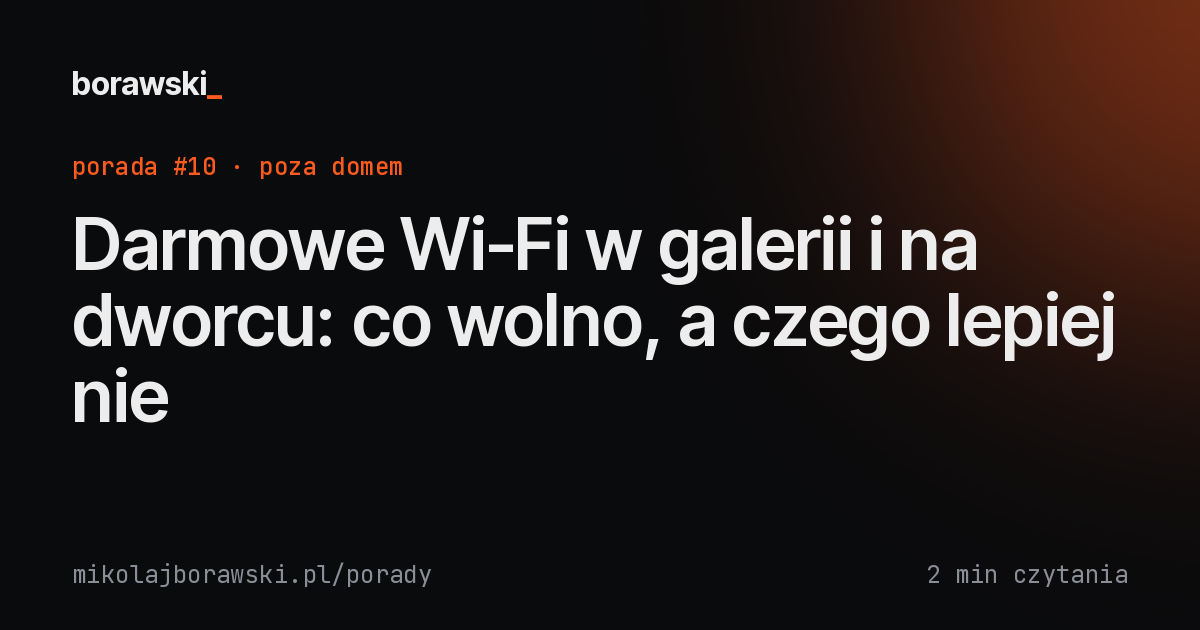 borawski_
porada #10 · poza domem
Darmowe Wi-Fi w galerii i na
dworcu: co wolno, a czego lepiej
nie
mikolajborawski.pl/porady
2 min czytania